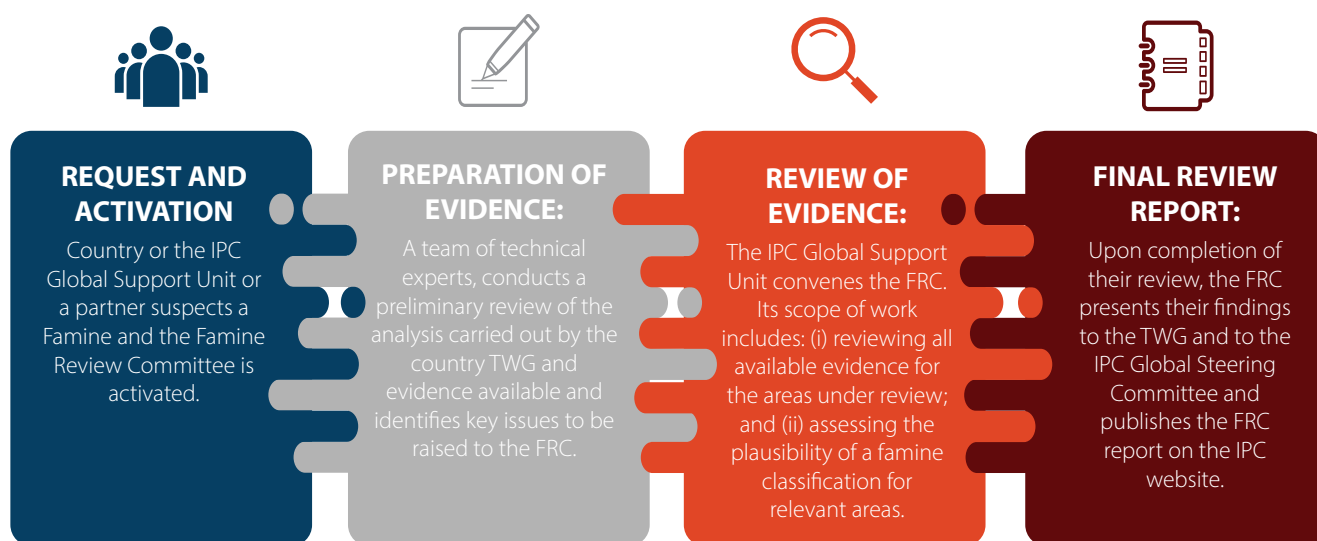 REQUEST AND
ACTIVATION
Country or the IPC
Global Support Unit or
a partner suspects a
Famine and the Famine
Review Committee is
activated.
PREPARATION OF
EVIDENCE:
A team of technical
experts, conducts a
preliminary review of the
analysis carried out by the
country TWG and
evidence available and
identifies key issues to be
raised to the FRC.
REVIEW OF
EVIDENCE:
The IPC Global Support
Unit convenes the FRC.
Its scope of work
includes: (i) reviewing all
available evidence for
the areas under review;
and (ii) assessing the
plausibility of a famine
classification for
relevant areas.
FINAL REVIEW
REPORT:
Upon completion of
their review, the FRC
presents their findings
to the TWG and to the
IPC Global Steering
Committee and
publishes the FRC
report on the IPC
website.